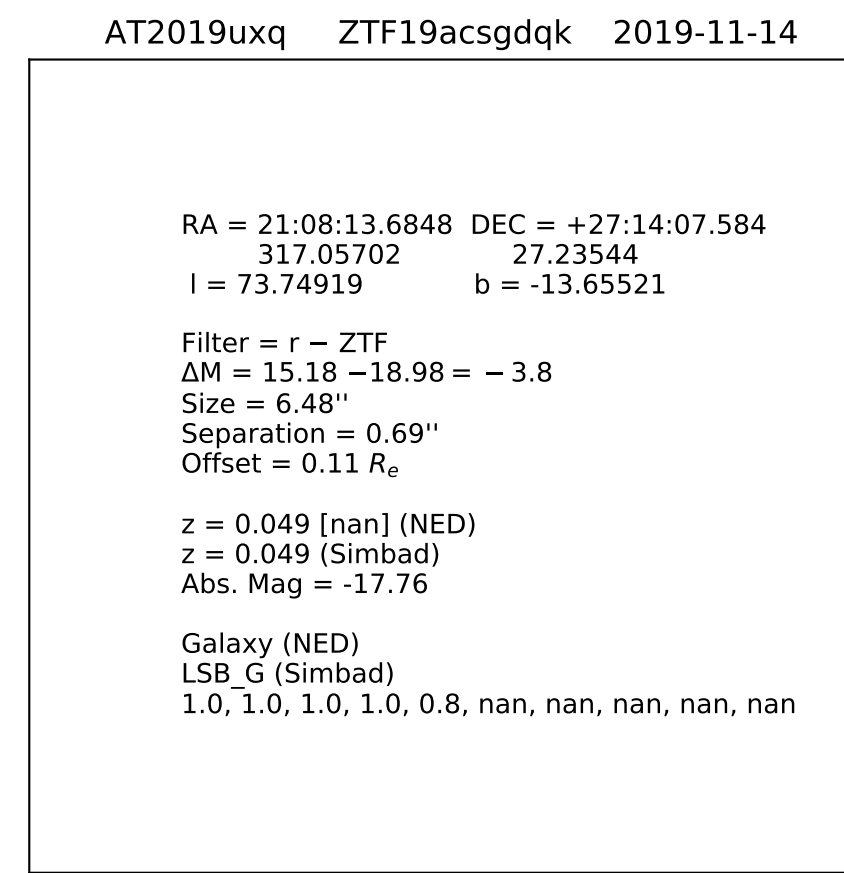 AT2019uxq ZTF19acsgdqk 2019-11-14
RA = 21:08:13.6848 DEC = +27:14:07.584
317.05702 27.23544
l = 73.74919 b = -13.65521
Filter = r − ZTF
ΔM = 15.18 −18.98 = − 3.8
Size = 6.48''
Separation = 0.69''
Offset = 0.11 Rₑ
z = 0.049 [nan] (NED)
z = 0.049 (Simbad)
Abs. Mag = -17.76
Galaxy (NED)
LSB_G (Simbad)
1.0, 1.0, 1.0, 1.0, 0.8, nan, nan, nan, nan, nan